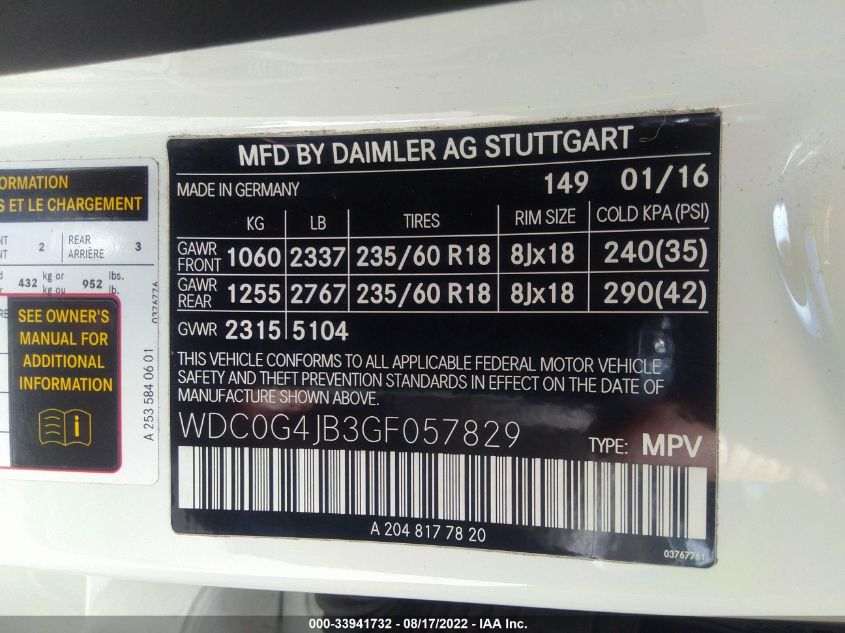 MFD BY DAIMLER AG STUTTGART
MADE IN GERMANY 149 01/16
KG LB TIRES RIM SIZE COLD KPA (PSI)
GAWR FRONT 1060 2337 235/60 R18 8Jx18 240(35)
GAWR REAR 1255 2767 235/60 R18 8Jx18 290(42)
GVWR 2315 5104
THIS VEHICLE CONFORMS TO ALL APPLICABLE FEDERAL MOTOR VEHICLE
SAFETY AND THEFT PREVENTION STANDARDS IN EFFECT ON THE DATE OF
MANUFACTURE SHOWN ABOVE.
WDC0G4JB3GF057829 TYPE: MPV
A 204 817 78 20
03767261
ET LE CHARGEMENT
2 REAR ARRIÈRE 3
432 kg or kg ou 952 lbs. lb.
SEE OWNER'S
MANUAL FOR
ADDITIONAL
INFORMATION
A 253 584 06 01
000-33941732 - 08/17/2022 - IAA Inc.